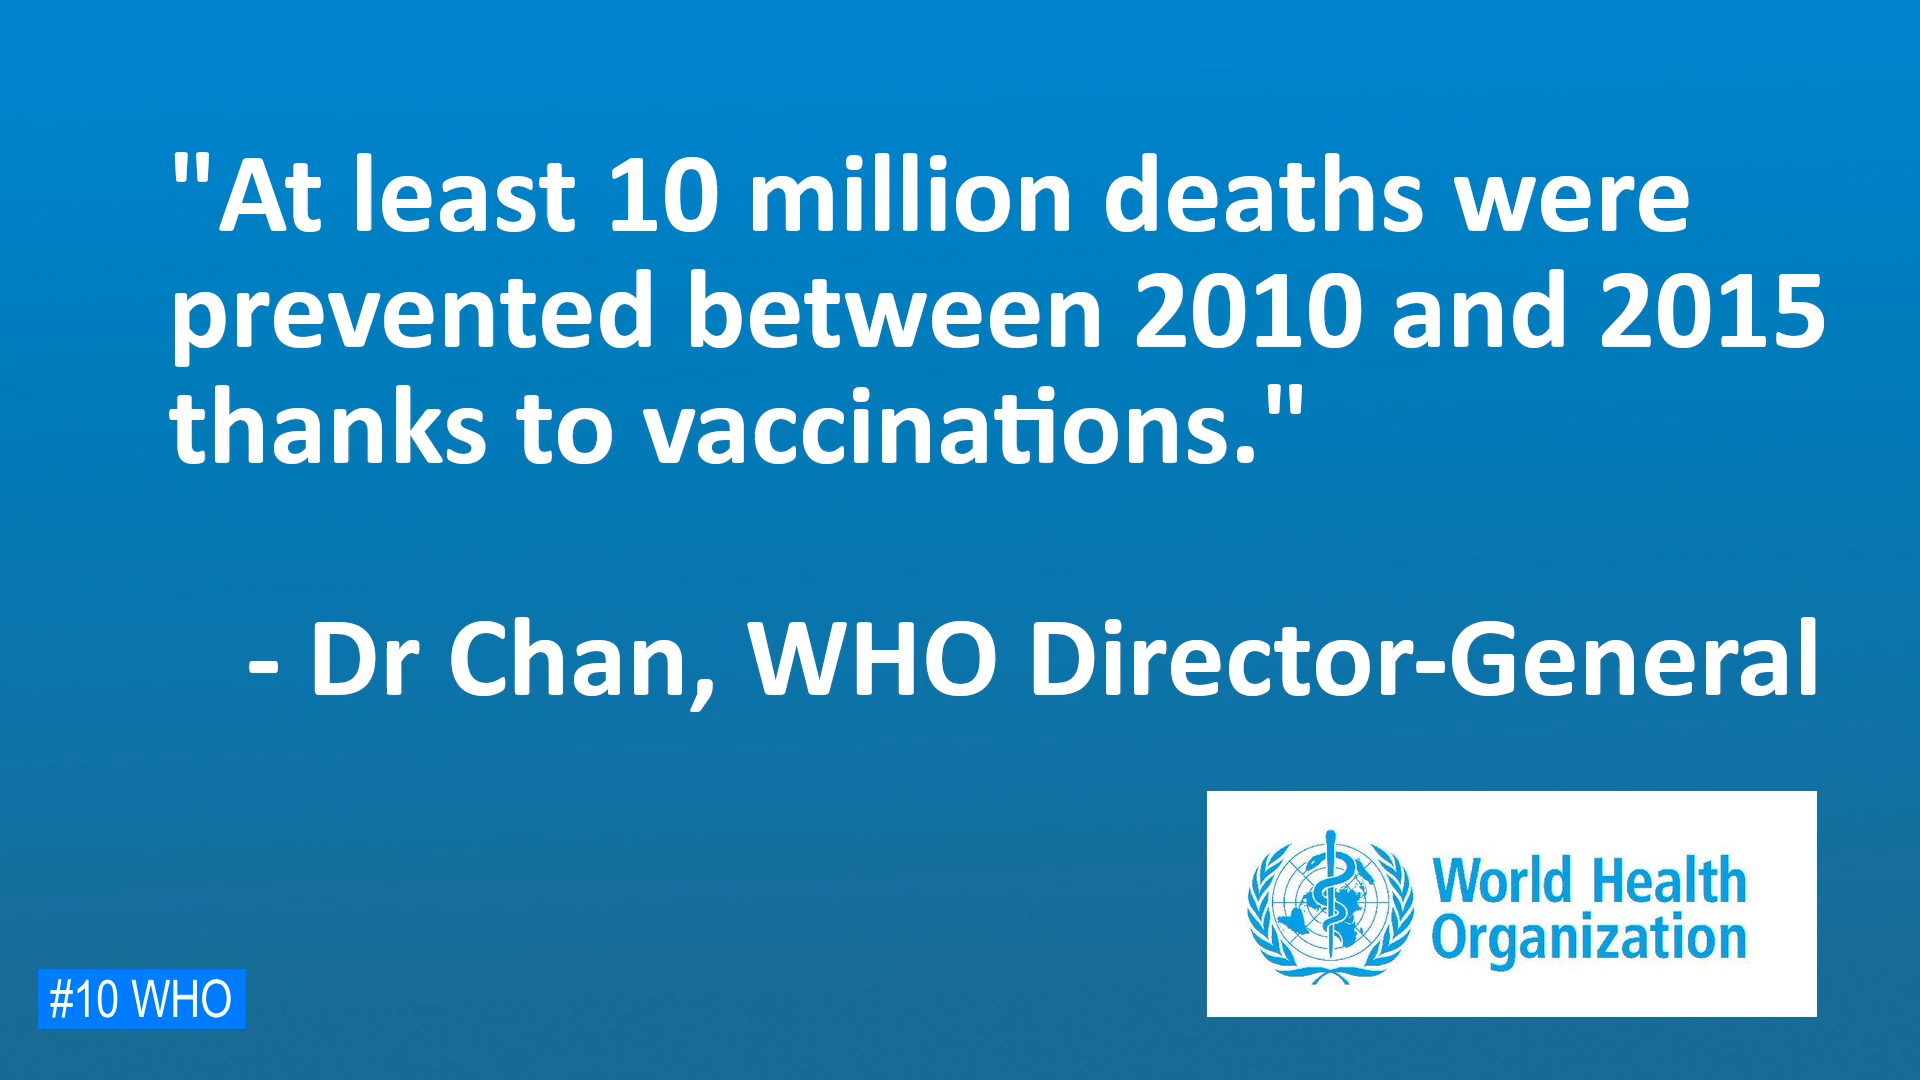 "At least 10 million deaths were
prevented between 2010 and 2015
thanks to vaccinations."
- Dr Chan, WHO Director-General
World Health
Organization
#10 WHO